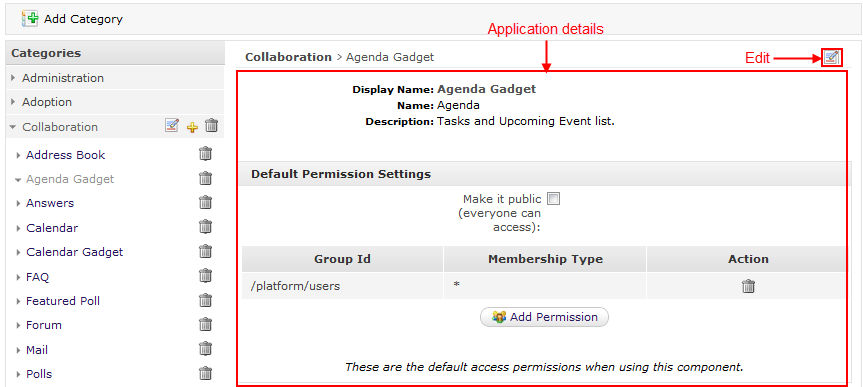 Add Category
Application details
Categories
Administration
Adoption
Collaboration
Address Book
Agenda Gadget
Answers
Calendar
Calendar Gadget
FAQ
Featured Poll
Forum
Mail
Polls
Collaboration > Agenda Gadget
Edit
Display Name: Agenda Gadget
Name: Agenda
Description: Tasks and Upcoming Event list.
Default Permission Settings
Make it public
(everyone can
access):
Group Id Membership Type Action
/platform/users *
Add Permission
These are the default access permissions when using this component.